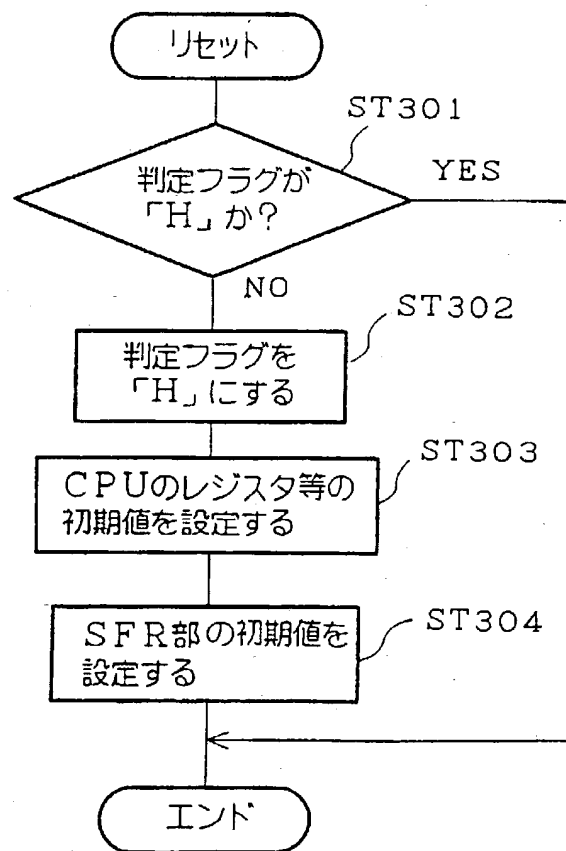 リセット
ST301
判定フラグが
「H」か?
YES
NO
ST302
判定フラグを
「H」にする
ST303
CPUのレジスタ等の
初期値を設定する
ST304
SFR部の初期値を
設定する
エンド